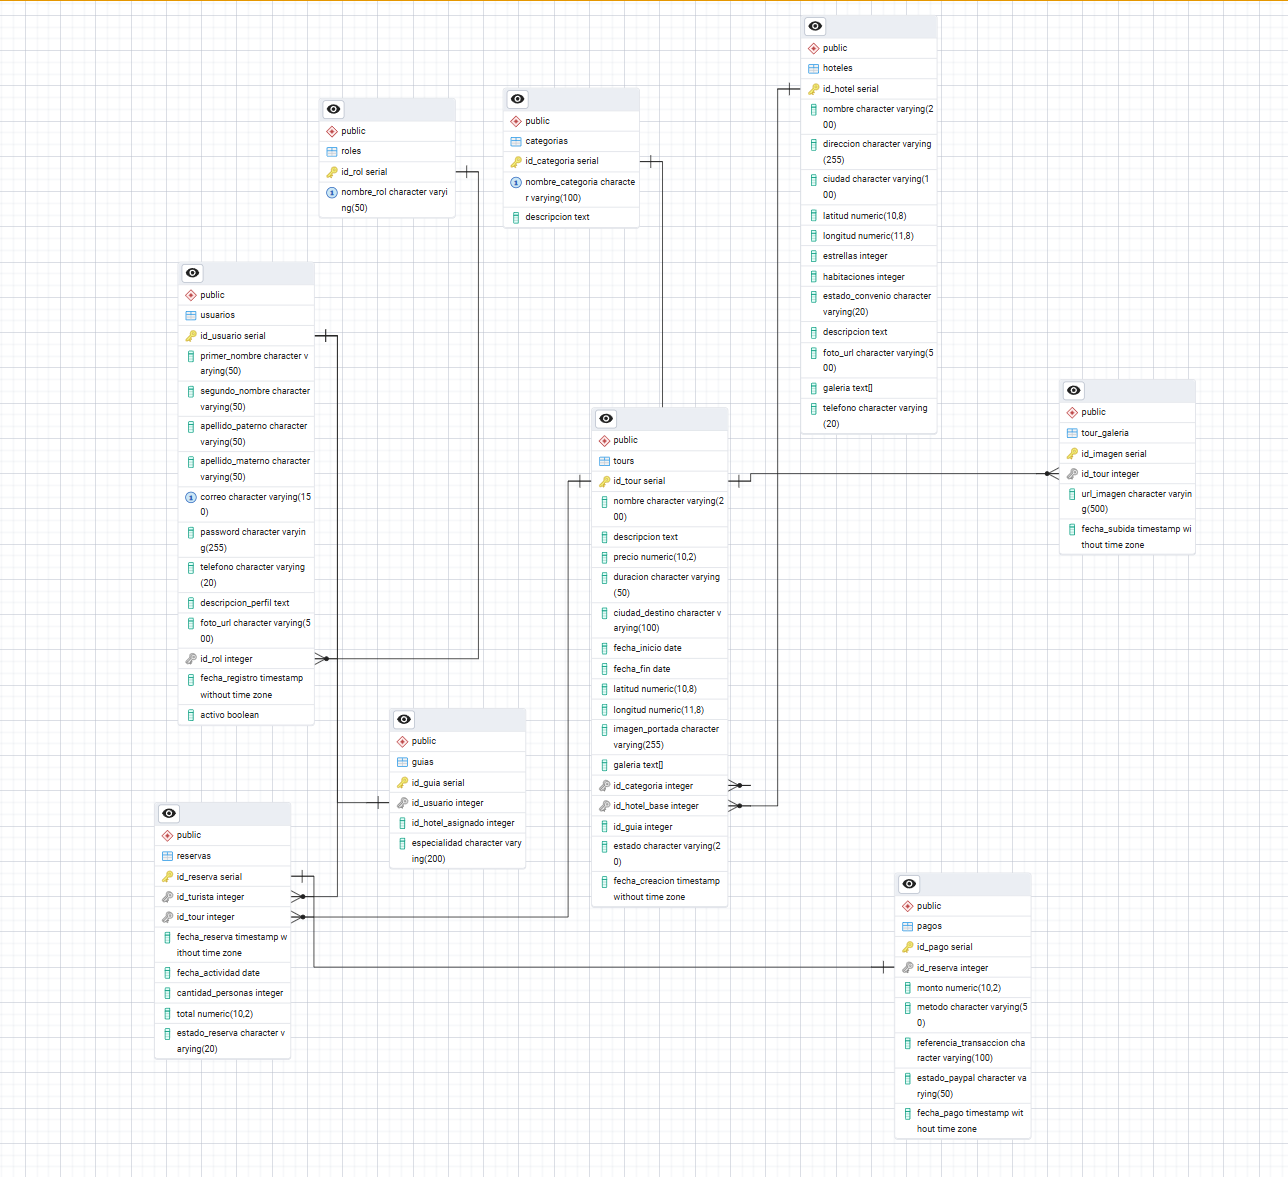 public
hoteles
id_hotel serial
nombre character varying(2
00)
direccion character varying
(255)
ciudad character varying(1
00)
latitud numeric(10,8)
longitud numeric(11,8)
estrellas integer
habitaciones integer
estado_convenio character
varying(20)
descripcion text
foto_url character varying(5
00)
galeria text[]
telefono character varying
(20)
public
categorias
id_categoria serial
nombre_categoria characte
r varying(100)
descripcion text
public
roles
id_rol serial
nombre_rol character varyi
ng(50)
public
usuarios
id_usuario serial
primer_nombre character v
arying(50)
segundo_nombre character
varying(50)
apellido_paterno character
varying(50)
apellido_materno character
varying(50)
correo character varying(15
0)
password character varyin
g(255)
telefono character varying
(20)
descripcion_perfil text
foto_url character varying(5
00)
id_rol integer
fecha_registro timestamp
without time zone
activo boolean
public
tour_galeria
id_imagen serial
id_tour integer
url_imagen character varyin
g(500)
fecha_subida timestamp wi
thout time zone
public
tours
id_tour serial
nombre character varying(2
00)
descripcion text
precio numeric(10,2)
duracion character varying
(50)
ciudad_destino character v
arying(100)
fecha_inicio date
fecha_fin date
latitud numeric(10,8)
longitud numeric(11,8)
imagen_portada character
varying(255)
galeria text[]
id_categoria integer
id_hotel_base integer
id_guia integer
estado character varying(2
0)
fecha_creacion timestamp
without time zone
public
guias
id_guia serial
id_usuario integer
id_hotel_asignado integer
especialidad character vary
ing(200)
public
reservas
id_reserva serial
id_turista integer
id_tour integer
fecha_reserva timestamp w
ithout time zone
fecha_actividad date
cantidad_personas integer
total numeric(10,2)
estado_reserva character v
arying(20)
public
pagos
id_pago serial
id_reserva integer
monto numeric(10,2)
metodo character varying(5
0)
referencia_transaccion cha
racter varying(100)
estado_paypal character va
rying(50)
fecha_pago timestamp wit
hout time zone